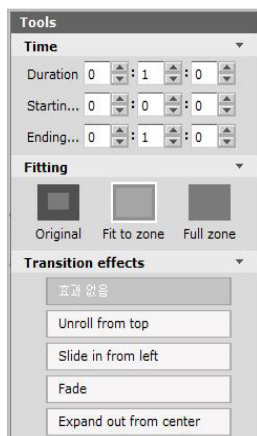 Tools
Time
Duration 0 : 1 : 0
Startin... 0 : 0 : 0
Ending... 0 : 1 : 0
Fitting
Original Fit to zone Full zone
Transition effects
효과 없음
Unroll from top
Slide in from left
Fade
Expand out from center